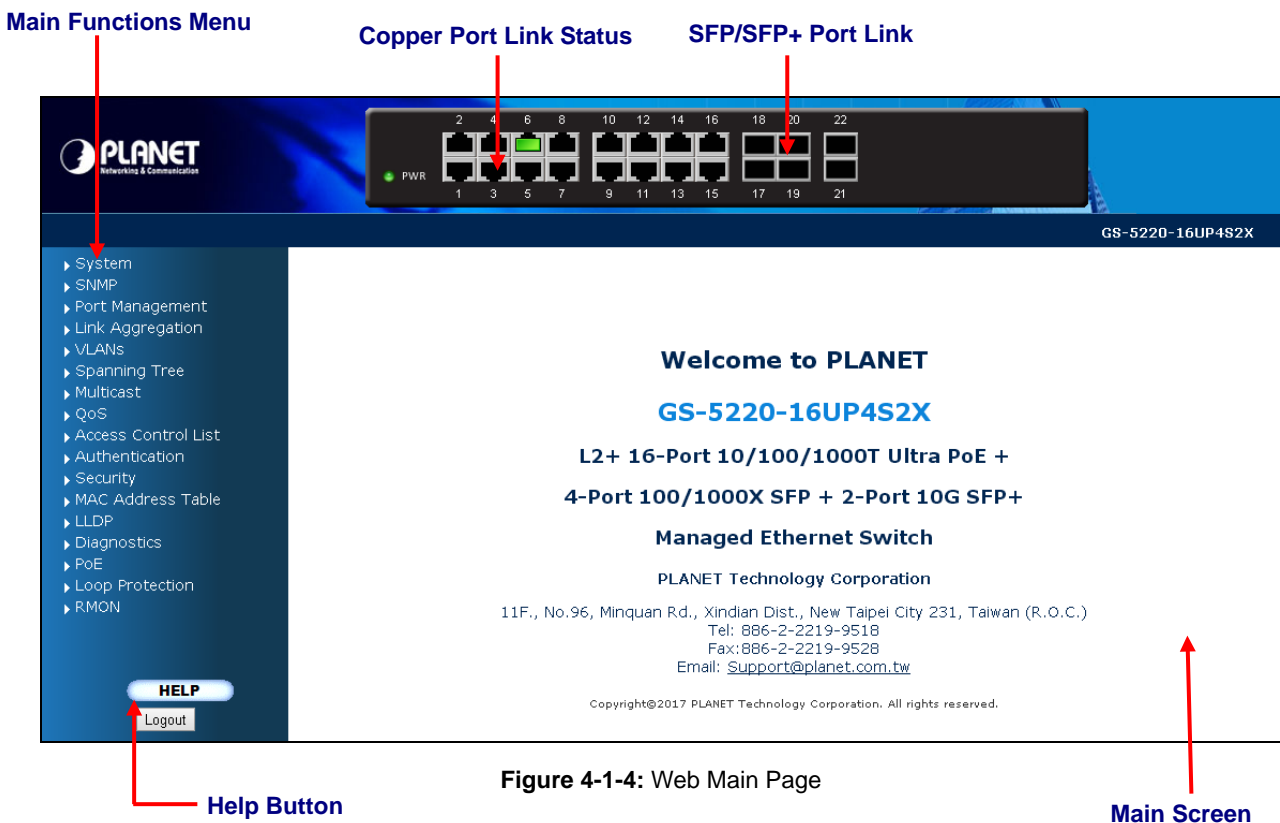 Main Functions Menu
Copper Port Link Status
SFP/SFP+ Port Link
PLANET
Networking & Communication
PWR
2 4 6 8 10 12 14 16 18 20 22
1 3 5 7 9 11 13 15 17 19 21
GS-5220-16UP4S2X
System
SNMP
Port Management
Link Aggregation
VLANs
Spanning Tree
Multicast
QoS
Access Control List
Authentication
Security
MAC Address Table
LLDP
Diagnostics
PoE
Loop Protection
RMON
HELP
Logout
Welcome to PLANET
GS-5220-16UP4S2X
L2+ 16-Port 10/100/1000T Ultra PoE +
4-Port 100/1000X SFP + 2-Port 10G SFP+
Managed Ethernet Switch
PLANET Technology Corporation
11F., No.96, Minquan Rd., Xindian Dist., New Taipei City 231, Taiwan (R.O.C.)
Tel: 886-2-2219-9518
Fax:886-2-2219-9528
Email: Support@planet.com.tw
Copyright©2017 PLANET Technology Corporation. All rights reserved.
Figure 4-1-4: Web Main Page
Help Button
Main Screen